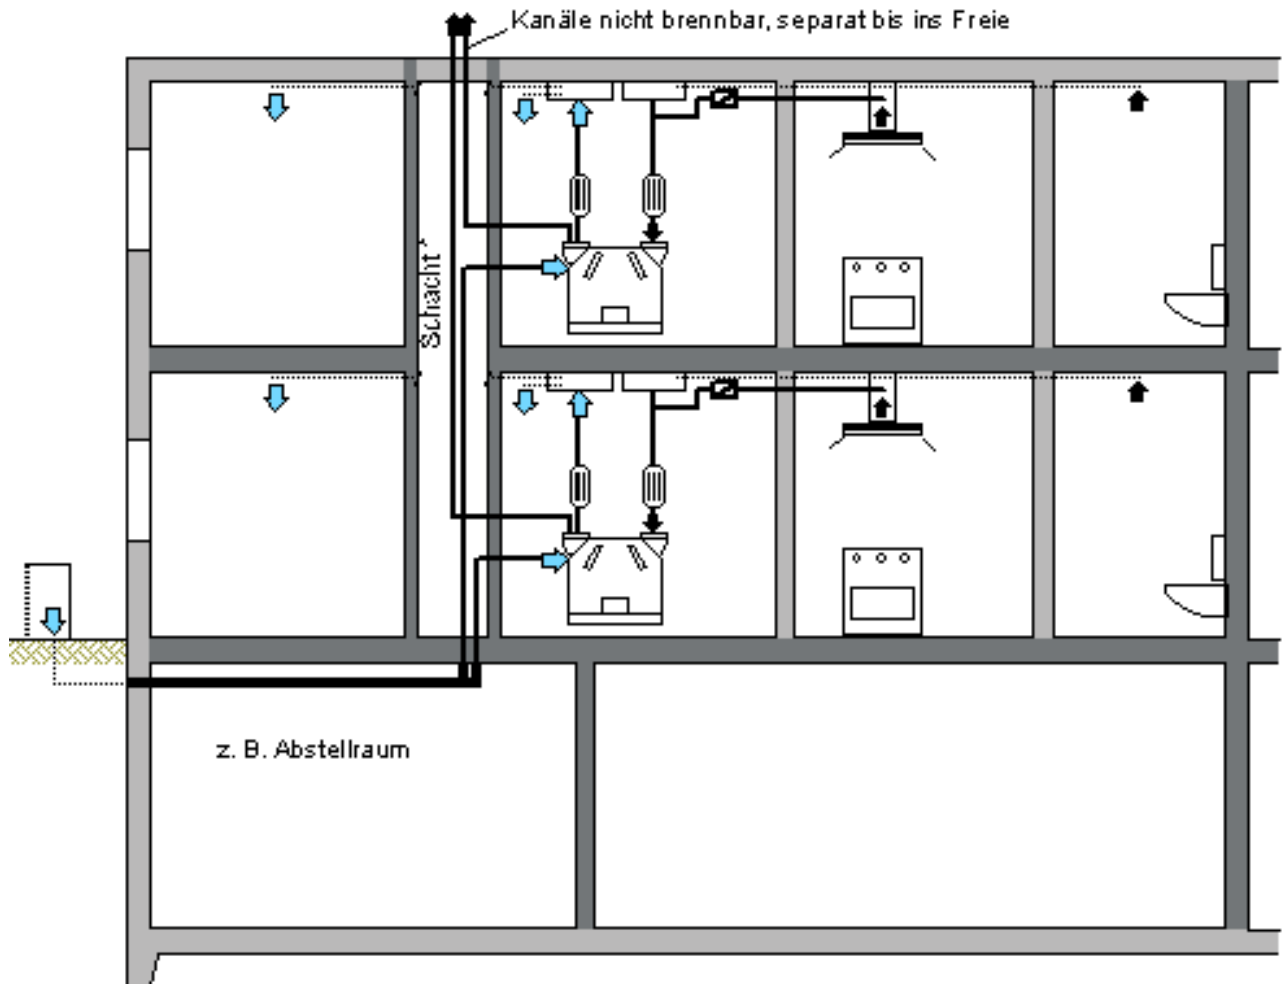 Kanäle nicht brennbar, separat bis ins Freie
Schacht
z. B. Abstellraum